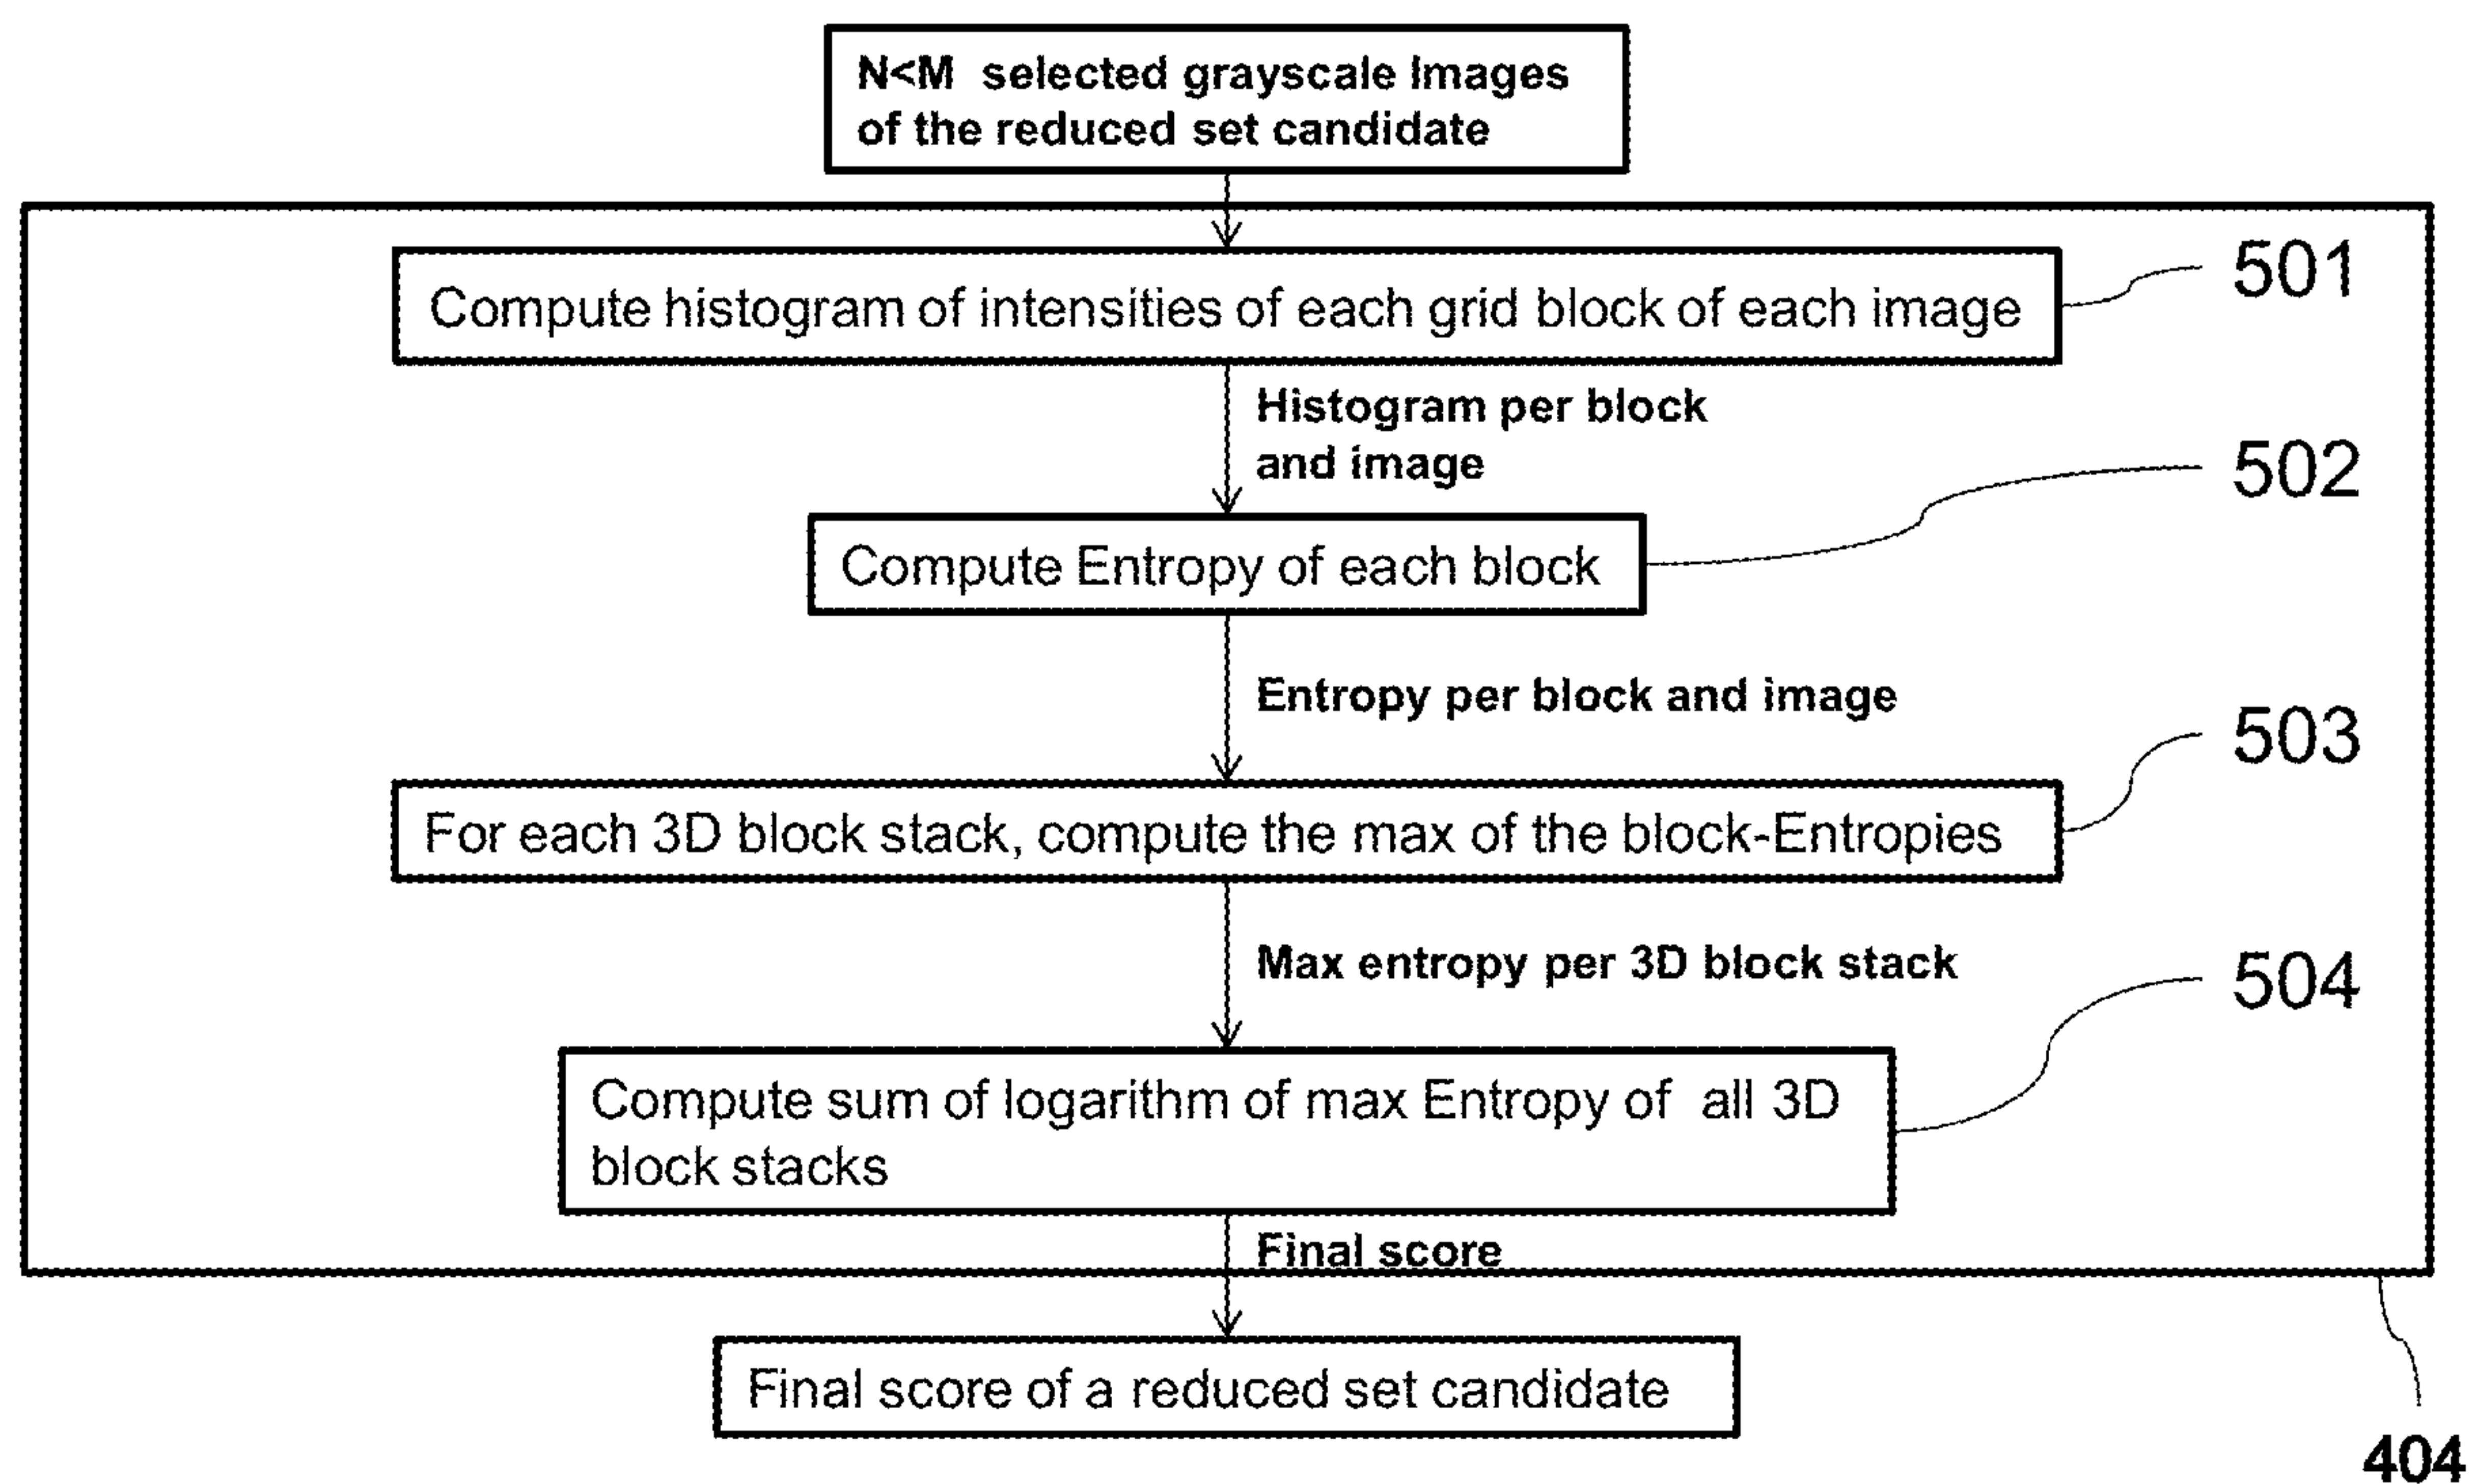 N<M selected grayscale Images
of the reduced set candidate
Compute histogram of intensities of each grid block of each image
501
Histogram per block
and image
502
Compute Entropy of each block
Entropy per block and image
503
For each 3D block stack, compute the max of the block-Entropies
Max entropy per 3D block stack
504
Compute sum of logarithm of max Entropy of all 3D
block stacks
Final score
Final score of a reduced set candidate
404